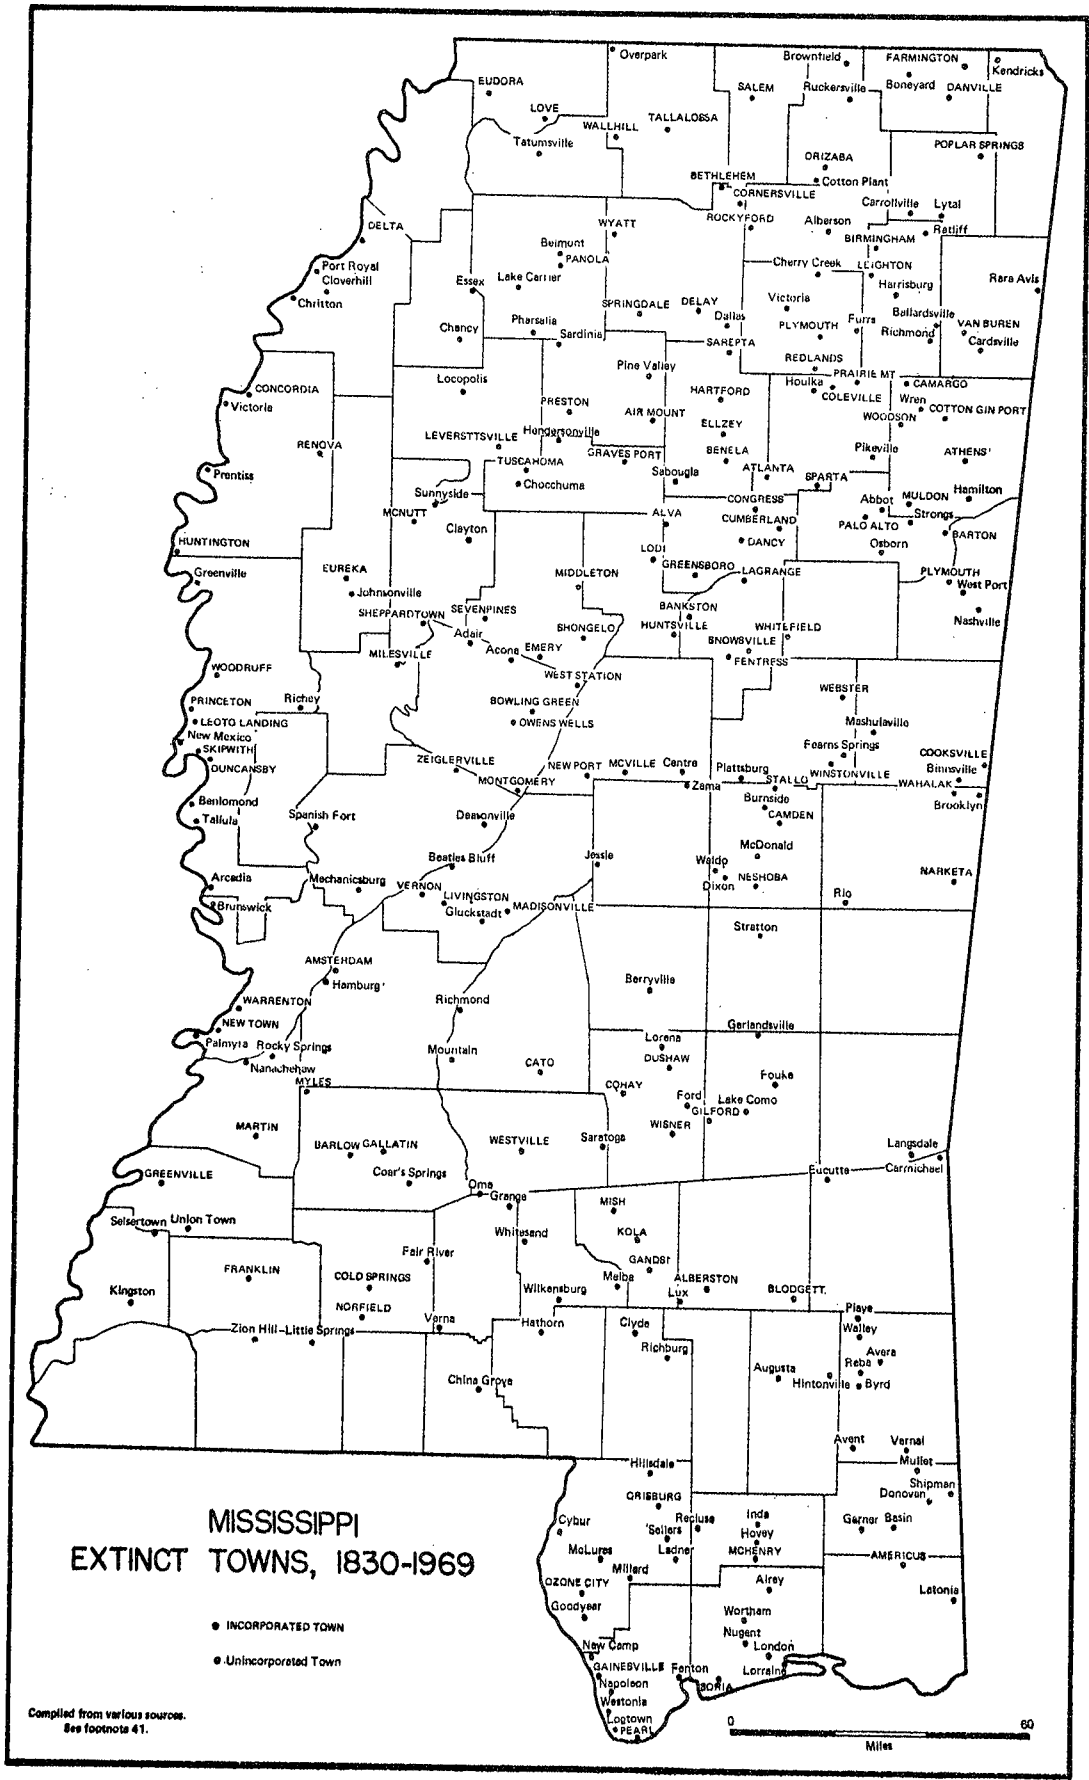 Overpark
Brownfield
FARMINGTON
Kendricks
EUDORA
SALEM
Ruckersville
Boneyard
DANVILLE
LOVE
WALLHILL
TALLALOSSA
Tatumsville
POPLAR SPRINGS
ORIZABA
BETHLEHEM
Cotton Plant
CORNERSVILLE
Carrollville
Lytal
DELTA
WYATT
ROCKYFORD
Alberson
Ratliff
BIRMINGHAM
Belmont
PANOLA
Port Royal
Cloverhill
Chritton
Essex
Lake Carrier
Cherry Creek
LEIGHTON
Harrisburg
Rara Avis
SPRINGDALE
DELAY
Dallas
Victoria
Ballardsville
Chancy
Pharsalia
Sardinia
PLYMOUTH
Furrs
Richmond
VAN BUREN
Cardsville
SAREPTA
Pine Valley
REDLANDS
PRAIRIE MT
Locopolis
CONCORDIA
Houlka
COLEVILLE
CAMARGO
Victoria
PRESTON
HARTFORD
Wren
WOODSON
COTTON GIN PORT
AIR MOUNT
ELLZEY
RENOVA
LEVERSTTSVILLE
Hendersonville
GRAVES PORT
BENELA
Pikeville
ATHENS'
Prentiss
TUSCAHOMA
Chocchuma
Sabougla
ATLANTA
SPARTA
Sunnyside
CONGRESS
Abbot
MULDON
Hamilton
MCNUTT
ALVA
CUMBERLAND
PALO ALTO
Strongs
Clayton
DANCY
Osborn
BARTON
HUNTINGTON
LODI
Greenville
EUREKA
MIDDLETON
GREENSBORO
LAGRANGE
PLYMOUTH
West Port
Johnsonville
SHEPPARDTOWN
SEVENPINES
BANKSTON
Nashville
Adair
SHONGELO
HUNTSVILLE
WHITEFIELD
SNOWSVILLE
MILESVILLE
Acona
EMERY
FENTRESS
WOODRUFF
WEST STATION
WEBSTER
PRINCETON
Richey
BOWLING GREEN
LEOTO LANDING
OWENS WELLS
Mashulaville
New Mexico
SKIPWITH
DUNCANSBY
Fearns Springs
COOKSVILLE
ZEIGLERVILLE
NEWPORT
MCVILLE
Centre
Plattsburg
WINSTONVILLE
Binnsville
MONTGOMERY
Zama
STALLO
WAHALAK
Benlomond
Burnside
Brooklyn
Tallula
Spanish Fort
Deasonville
CAMDEN
Beatles Bluff
Jessie
McDonald
Waldo
Arcadia
Mechanicsburg
VERNON
LIVINGSTON
Dixon
NESHOBA
NARKETA
Brunswick
Gluckstadt
MADISONVILLE
Rio
Stratton
AMSTERDAM
Hamburg'
Berryville
WARRENTON
Richmond
NEW TOWN
Garlandsville
Palmyra
Rocky Springs
Mountain
Lorena
DUSHAW
Nanachehaw
CATO
MYLES
COHAY
Fouke
Ford
Lake Como
GILFORD
MARTIN
WISNER
BARLOW
GALLATIN
WESTVILLE
Saratoga
Langsdale
GREENVILLE
Coar's Springs
Eucutta
Carmichael
Oma
Grange
MISH
Selsertown
Union Town
Whitesand
KOLA
Fair River
GANDSI
FRANKLIN
COLD SPRINGS
Melba
ALBERSTON
Kingston
Wilkensburg
Lux
BLODGETT
NORFIELD
Playe
Zion Hill
Little Springs
Verna
Hathorn
Clyde
Walley
Richburg
Avera
Augusta
Reba
China Grove
Hintonville
Byrd
Avent
Vernal
Hillsdale
Mullet
Shipman
Donovan
ORISBURG
Cybur
'Sellers
Recluse
Inda
Garner
Basin
Hovey
McLures
Ladner
MCHENRY
AMERICUS
Millard
OZONE CITY
Airey
Latonia
Goodyear
Wortham
Nugent
New Camp
London
GAINESVILLE
Fenton
Lorraine
Napoleon
Westonia
Logtown
PEARL
MISSISSIPPI
EXTINCT TOWNS, 1830-1969
INCORPORATED TOWN
Unincorporated Town
Compiled from various sources.
See footnote 41.
0 60
Miles